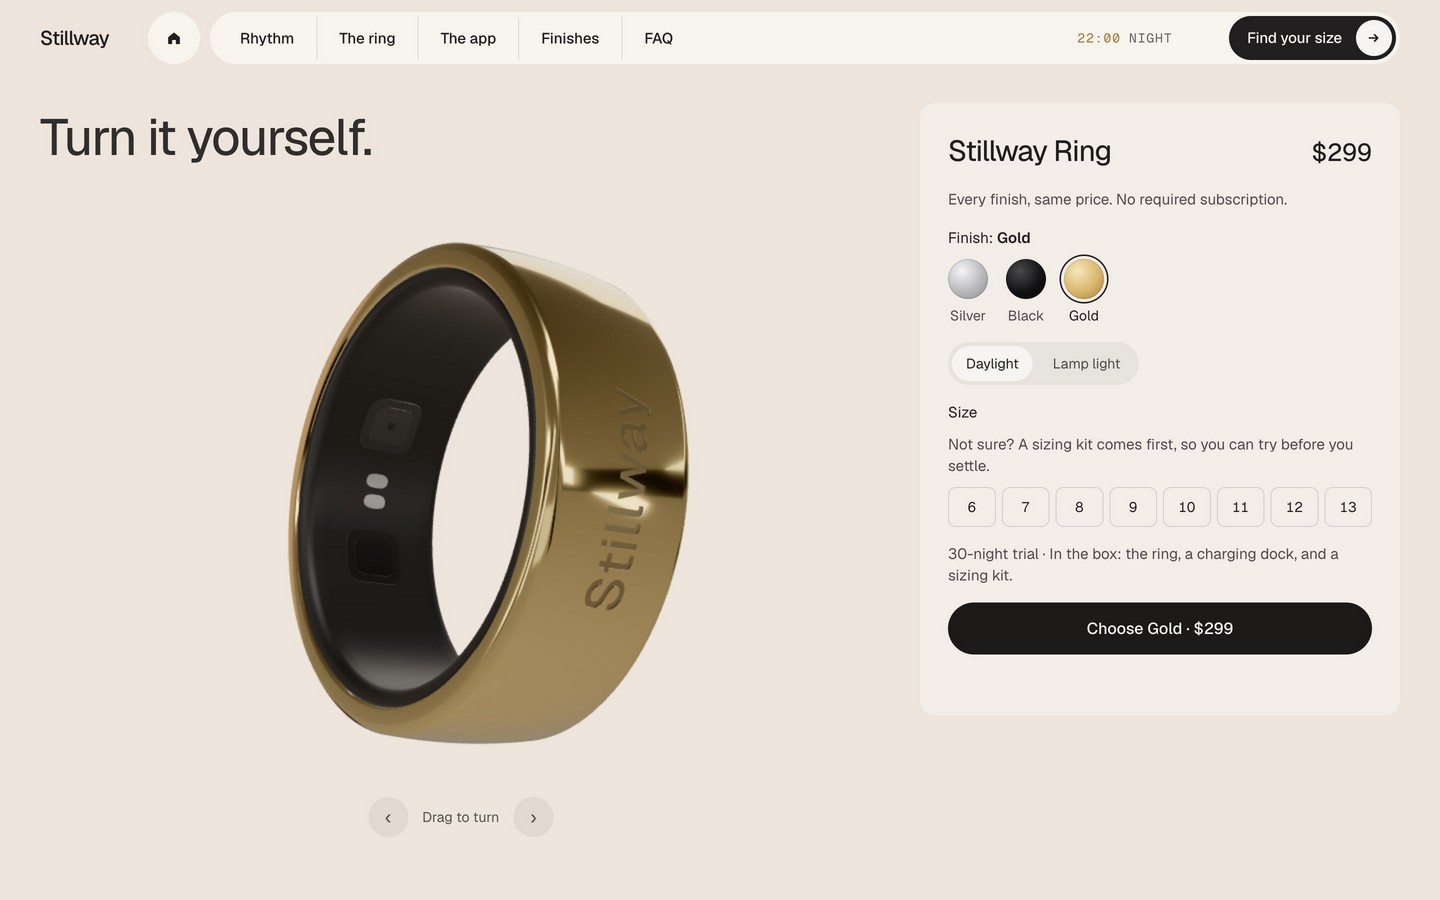 Stillway
Rhythm
The ring
The app
Finishes
FAQ
22:00 NIGHT
Find your size
Turn it yourself.
Stillway
Drag to turn
Stillway Ring
$299
Every finish, same price. No required subscription.
Finish: Gold
Silver
Black
Gold
Daylight
Lamp light
Size
Not sure? A sizing kit comes first, so you can try before you
settle.
6
7
8
9
10
11
12
13
30-night trial · In the box: the ring, a charging dock, and a
sizing kit.
Choose Gold · $299